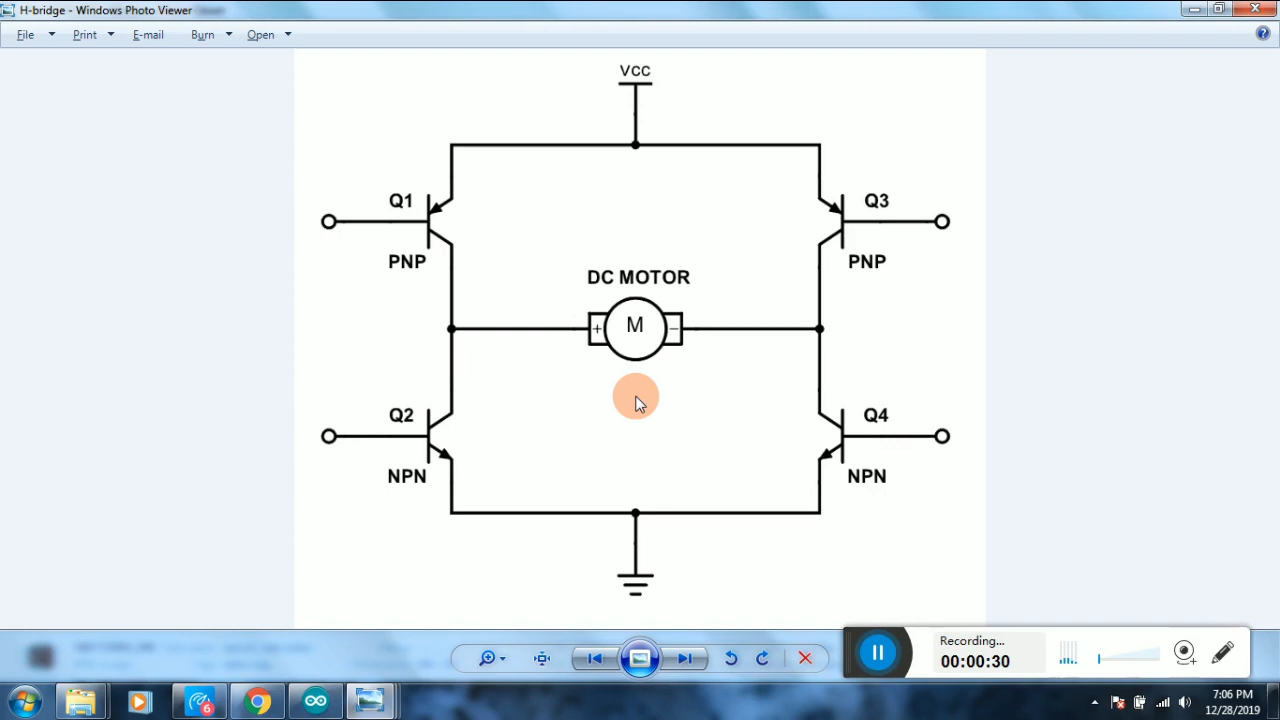 H-bridge - Windows Photo Viewer
File Print E-mail Burn Open
Vcc
Q1
Q3
PNP
PNP
DC MOTOR
+ M −
Q2
Q4
NPN
NPN
Recording...
00:00:30
6
7:06 PM
12/28/2019